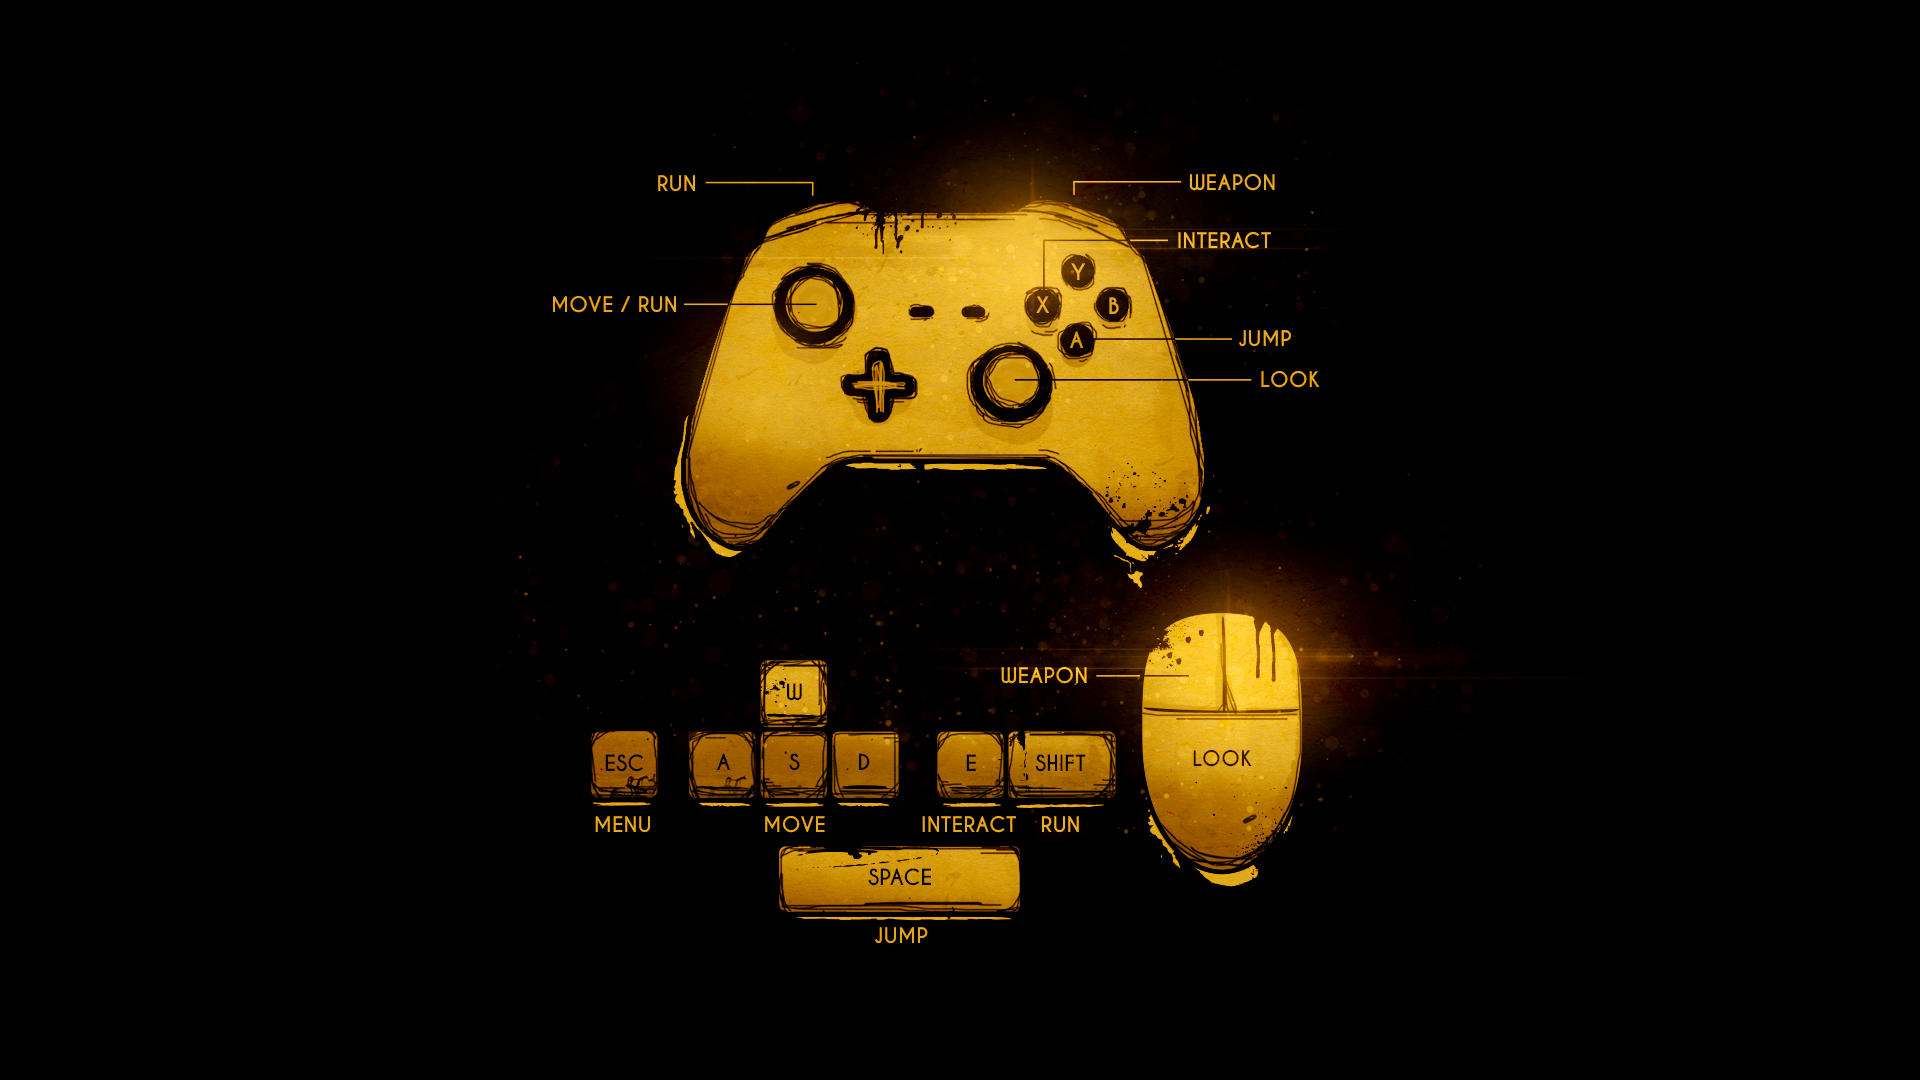 RUN
WEAPON
INTERACT
Y
MOVE / RUN
X
B
JUMP
A
LOOK
WEAPON
W
ESC
A
S
D
E
SHIFT
LOOK
MENU
MOVE
INTERACT
RUN
SPACE
JUMP